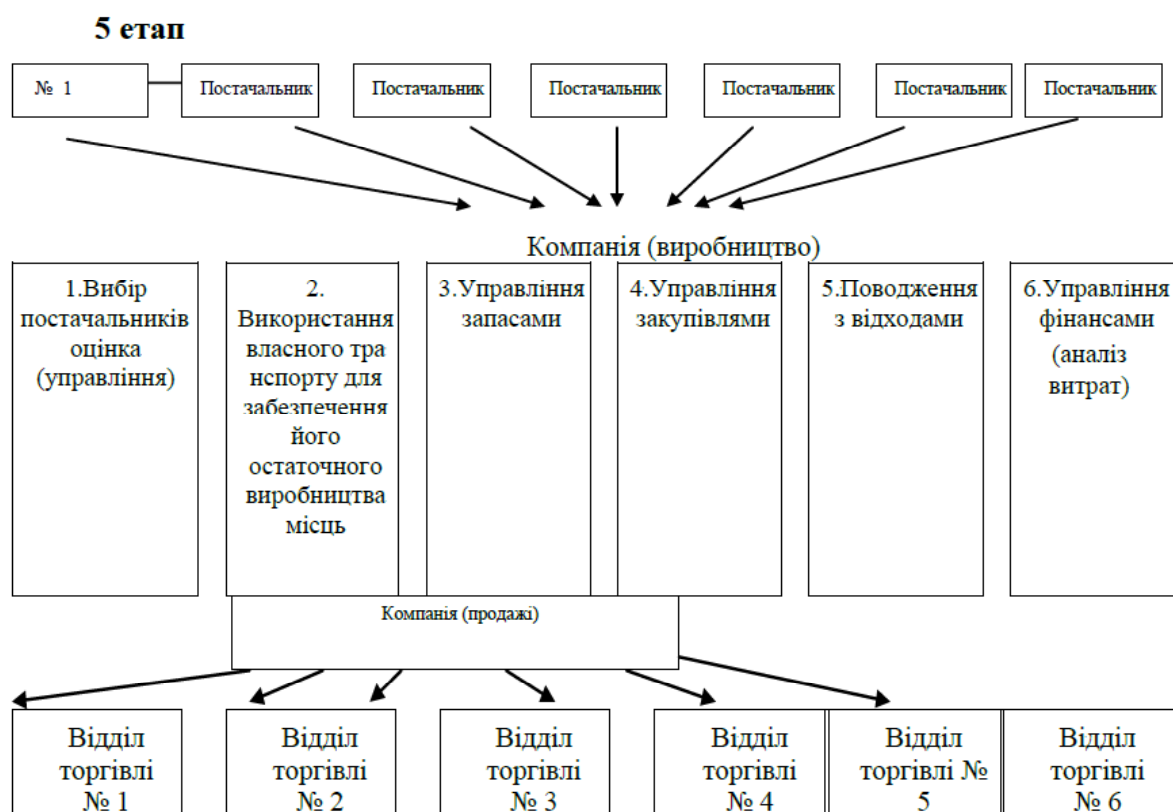 5 етап
№ 1
Постачальник
Постачальник
Постачальник
Постачальник
Постачальник
Постачальник
Компанія (виробництво)
1.Вибір
постачальників
оцінка
(управління)
2.
Використання
власного тра
нспорту для
забезпечення
його
остаточного
виробництва
місць
3.Управління
запасами
4.Управління
закупівлями
5.Поводження
з відходами
6.Управління
фінансами
(аналіз
витрат)
Компанія (продажі)
Відділ
торгівлі
№ 1
Відділ
торгівлі
№ 2
Відділ
торгівлі
№ 3
Відділ
торгівлі
№ 4
Відділ
торгівлі №
5
Відділ
торгівлі
№ 6